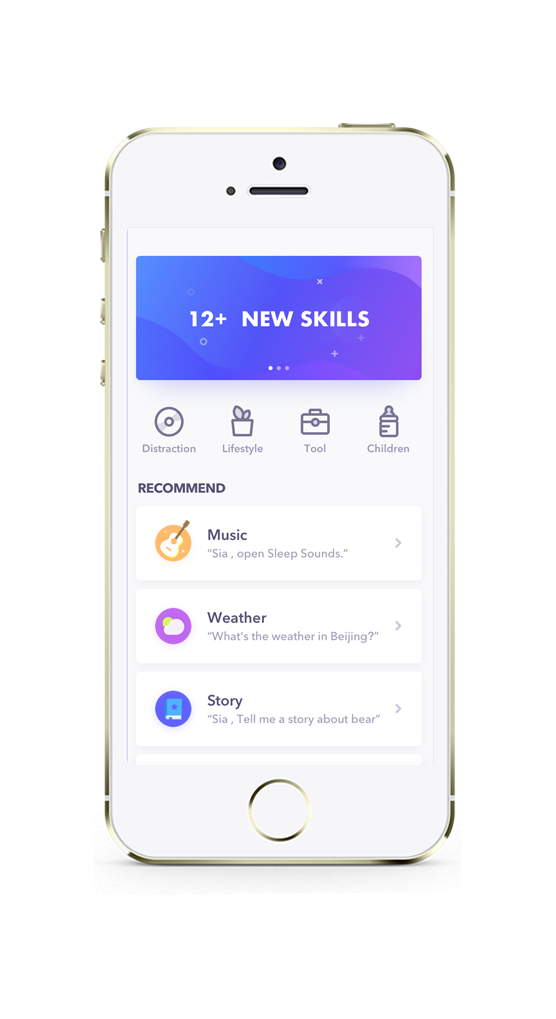 12+ NEW SKILLS
Distraction
Lifestyle
Tool
Children
RECOMMEND
Music
“Sia , open Sleep Sounds.”
Weather
“What's the weather in Beijing?”
Story
“Sia , Tell me a story about bear”